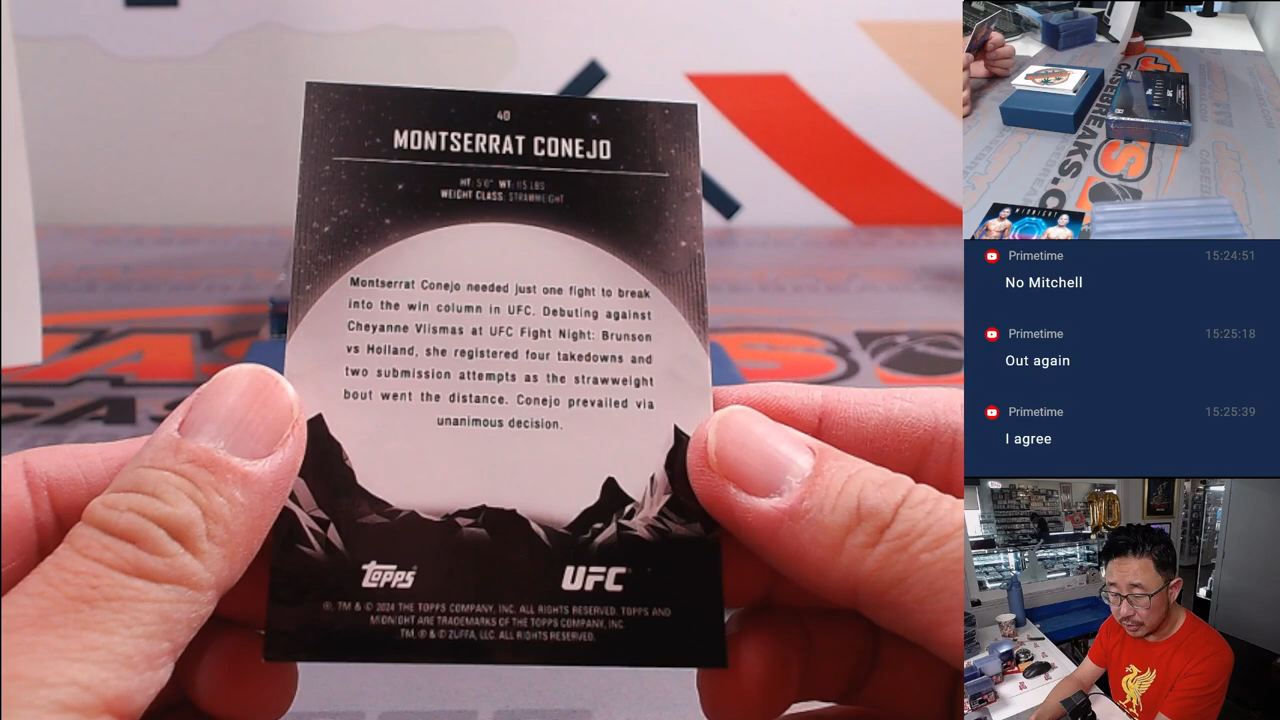 40
MONTSERRAT CONEJO
HT: 5'0" WT: 115 LBS
WEIGHT CLASS: STRAWWEIGHT
Montserrat Conejo needed just one fight to break
into the win column in UFC. Debuting against
Cheyanne Vlismas at UFC Fight Night: Brunson
vs Holland, she registered four takedowns and
two submission attempts as the strawweight
bout went the distance. Conejo prevailed via
unanimous decision.
Topps UFC
®, TM & © 2024 THE TOPPS COMPANY, INC. ALL RIGHTS RESERVED. TOPPS AND
MIDNIGHT ARE TRADEMARKS OF THE TOPPS COMPANY, INC.
TM, ® & © ZUFFA, LLC. ALL RIGHTS RESERVED.
CASEBREAKS.CO
MIDNIGHT
Primetime 15:24:51
No Mitchell
Primetime 15:25:18
Out again
Primetime 15:25:39
I agree
10